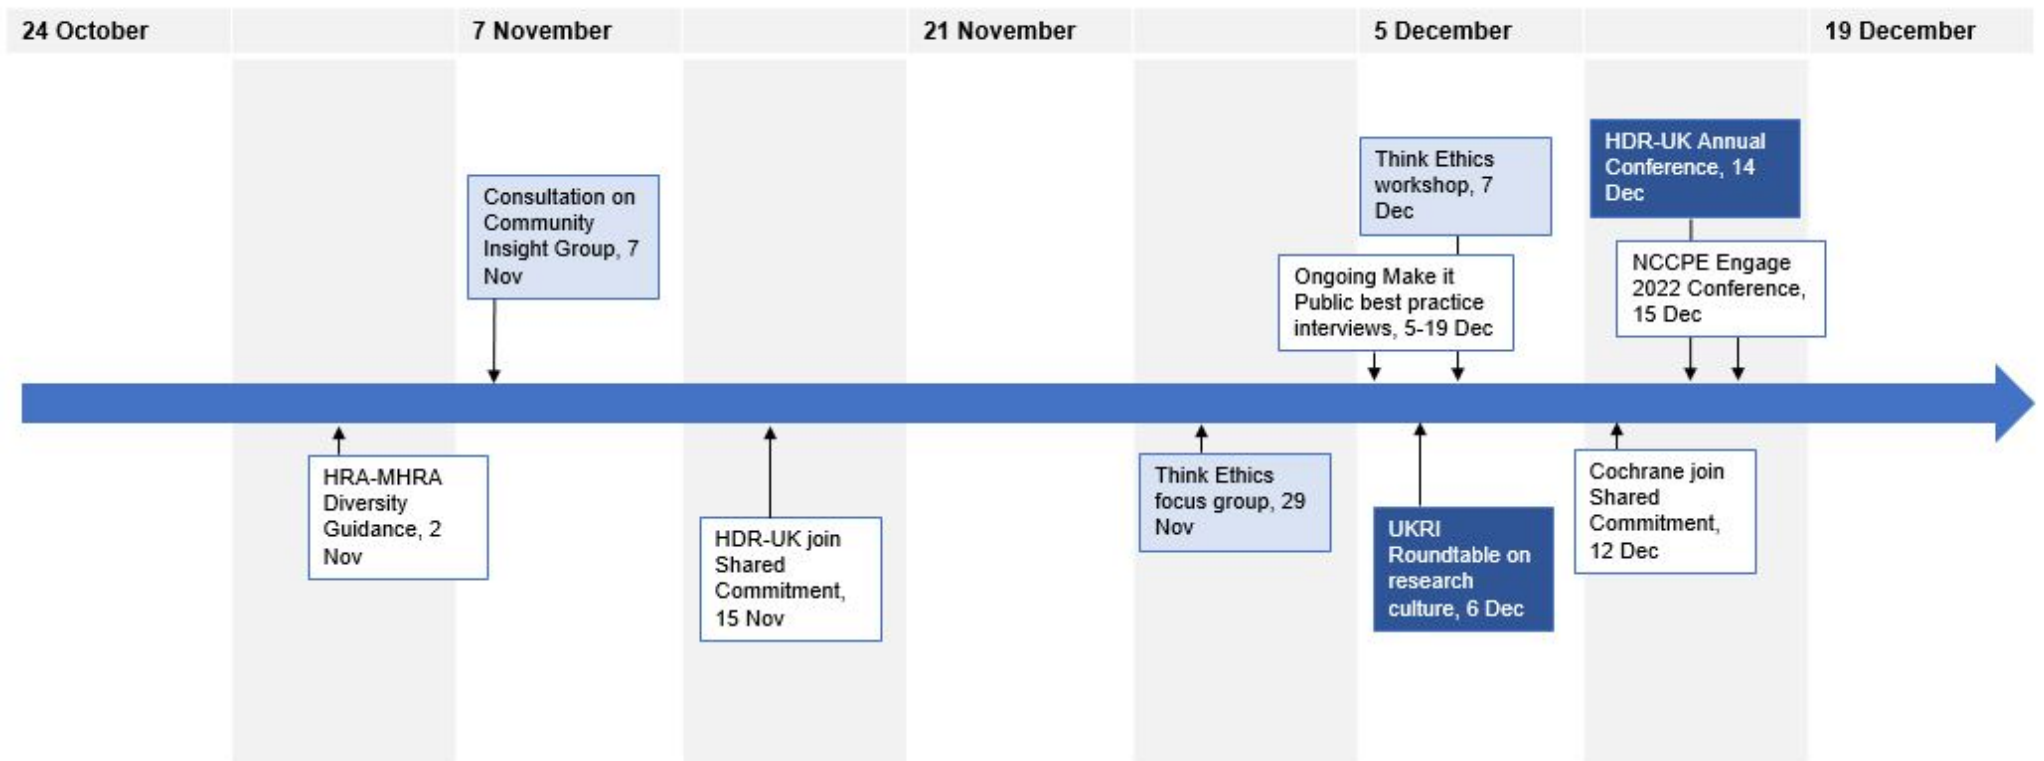 24 October
7 November
21 November
5 December
19 December
Consultation on
Community
Insight Group, 7
Nov
Think Ethics
workshop, 7
Dec
HDR-UK Annual
Conference, 14
Dec
Ongoing Make it
Public best practice
interviews, 5-19 Dec
NCCPE Engage
2022 Conference,
15 Dec
HRA-MHRA
Diversity
Guidance, 2
Nov
HDR-UK join
Shared
Commitment,
15 Nov
Think Ethics
focus group, 29
Nov
UKRI
Roundtable on
research
culture, 6 Dec
Cochrane join
Shared
Commitment,
12 Dec